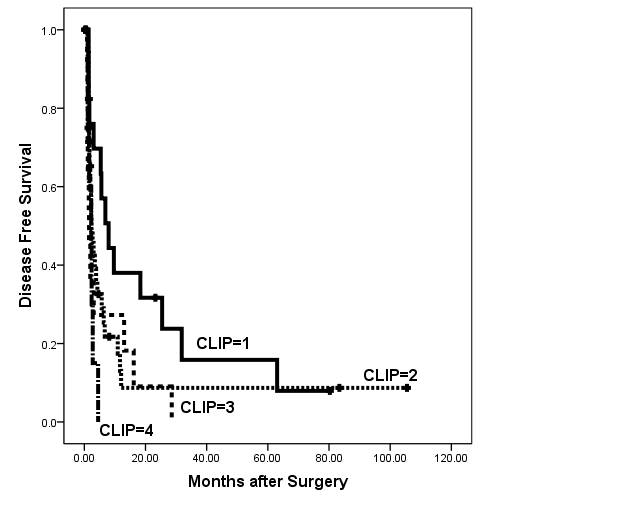 1.0
0.8
0.6
0.4
0.2
0.0
Disease Free Survival
CLIP=1
CLIP=2
CLIP=3
CLIP=4
0.00 20.00 40.00 60.00 80.00 100.00 120.00
Months after Surgery